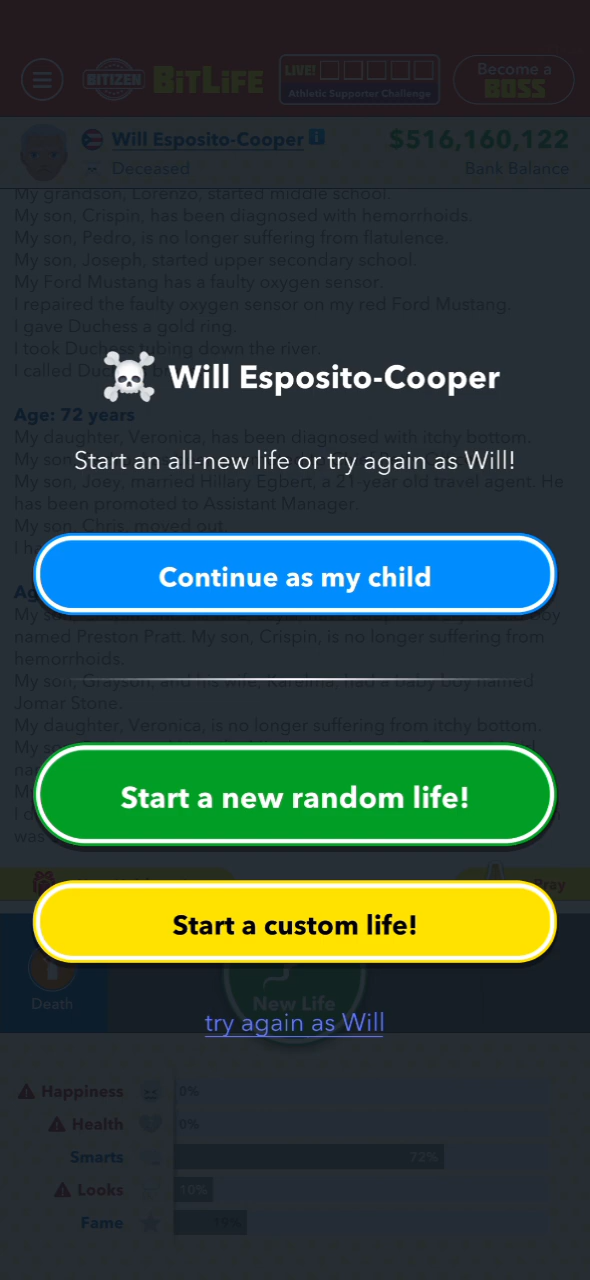 BITIZEN
BitLife
LIVE!
Athletic Supporter Challenge
Become a
BOSS
Will Esposito-Cooper
$516,160,122
Deceased
Bank Balance
My grandson, Lorenzo, started middle school.
My son, Crispin, has been diagnosed with hemorrhoids.
My son, Pedro, is no longer suffering from flatulence.
My son, Joseph, started upper secondary school.
My Ford Mustang has a faulty oxygen sensor.
I repaired the faulty oxygen sensor on my red Ford Mustang.
I gave Duchess a gold ring.
I took Duchess tubing down the river.
I called
Will Esposito-Cooper
Age: 72 years
My daughter, Veronica, has been diagnosed with itchy bottom.
Start an all-new life or try again as Will!
My son, Joey, married Hillary Egbert, a 21-year old travel agent. He
has been promoted to Assistant Manager.
My son, Chris, moved out.
Continue as my child
named Preston Pratt. My son, Crispin, is no longer suffering from
hemorrhoids.
My son, Grayson, and his wife, Kareema, had a baby boy named
Jomar Stone.
My daughter, Veronica, is no longer suffering from itchy bottom.
Start a new random life!
was
Pray
Start a custom life!
Death
New Life
try again as Will
Happiness
0%
Health
0%
Smarts
72%
Looks
10%
Fame
19%